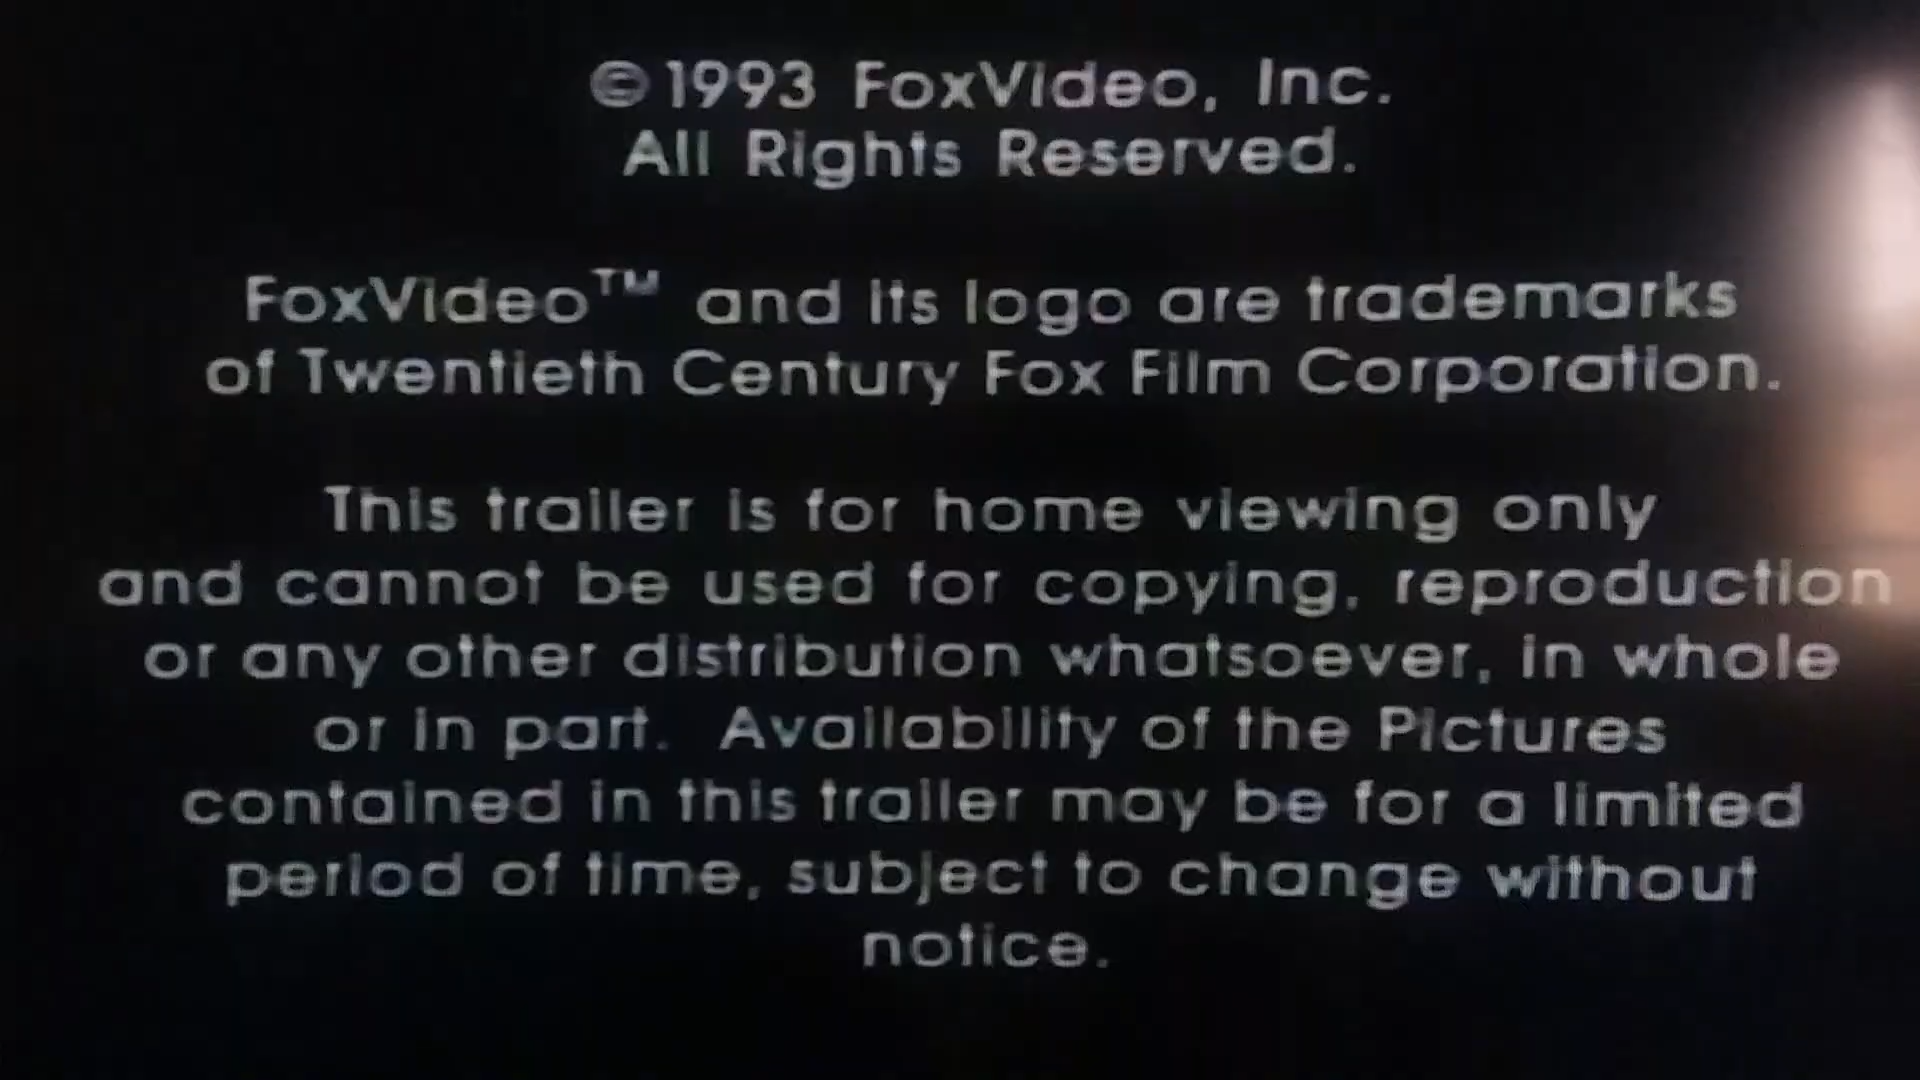 ©1993 FoxVideo, Inc.
All Rights Reserved.
FoxVideo™ and its logo are trademarks
of Twentieth Century Fox Film Corporation.
This trailer is for home viewing only
and cannot be used for copying, reproduction
or any other distribution whatsoever, in whole
or in part. Availability of the Pictures
contained in this trailer may be for a limited
period of time, subject to change without
notice.